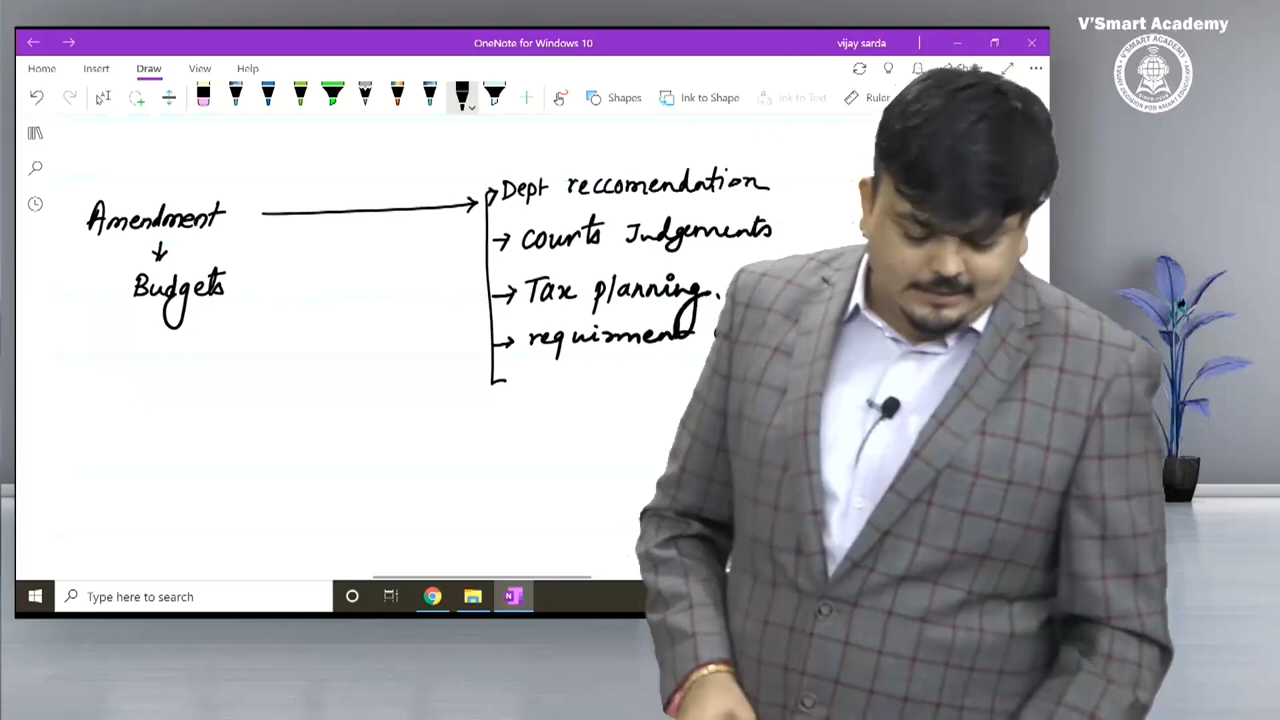 V'Smart Academy
OneNote for Windows 10
vijay sarda
Home Insert Draw View Help
Shapes Ink to Shape Ink to Text Ruler
Amendment
Budgets
Dept reccomendation
Courts Judgements
Tax planning.
requirment
Type here to search